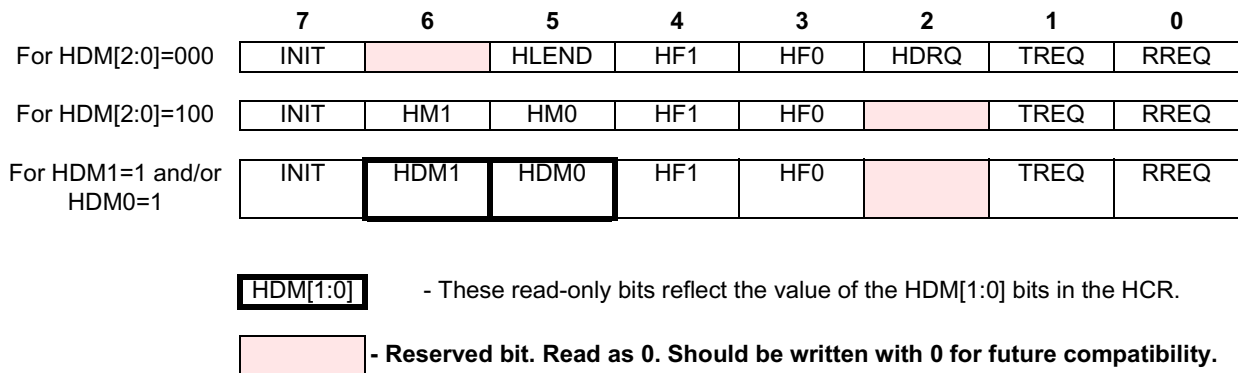 7 6 5 4 3 2 1 0
For HDM[2:0]=000 INIT HLEND HF1 HF0 HDRQ TREQ RREQ
For HDM[2:0]=100 INIT HM1 HM0 HF1 HF0 TREQ RREQ
For HDM1=1 and/or INIT HDM1 HDM0 HF1 HF0 TREQ RREQ
HDM0=1
HDM[1:0] - These read-only bits reflect the value of the HDM[1:0] bits in the HCR.
- Reserved bit. Read as 0. Should be written with 0 for future compatibility.